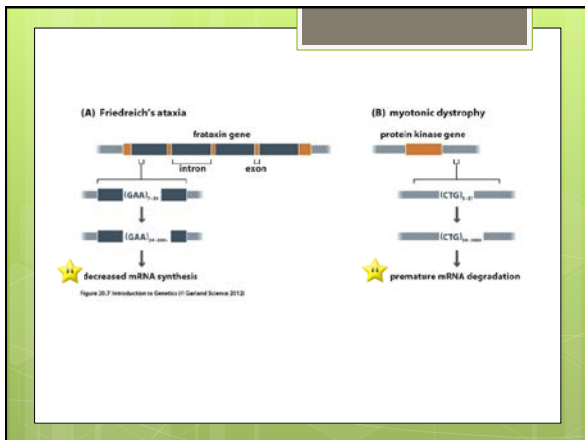 (A) Friedreich's ataxia
frataxin gene
intron
exon
(GAA)
(GAA)
decreased mRNA synthesis
Figure 20.7 Introduction to Genetics (© Garland Science 2012)
(B) myotonic dystrophy
protein kinase gene
(CTG)
(CTG)
premature mRNA degradation